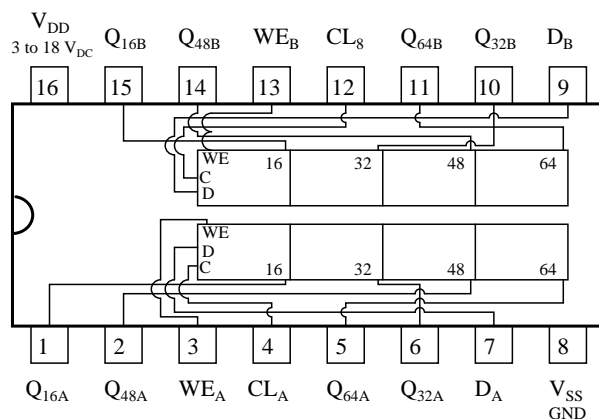 V_DD Q_16B Q_48B WE_B CL_8 Q_64B Q_32B D_B
3 to 18 V_DC
16 15 14 13 12 11 10 9
WE 16 32 48 64
C
D
WE
D
C 16 32 48 64
1 2 3 4 5 6 7 8
Q_16A Q_48A WE_A CL_A Q_64A Q_32A D_A V_SS
GND